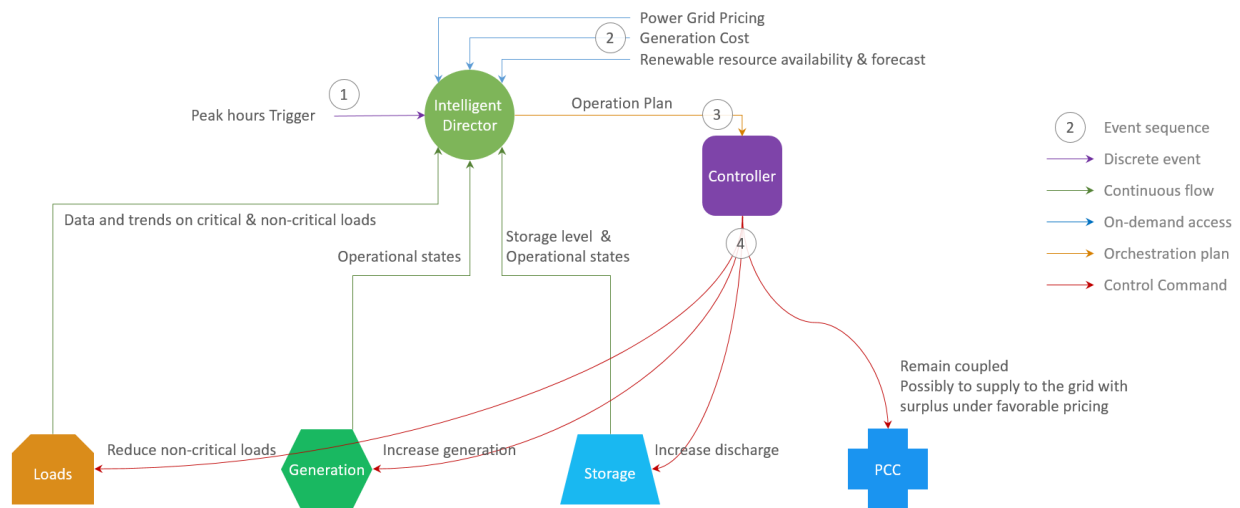 Power Grid Pricing
2
Generation Cost
Renewable resource availability & forecast
1
Peak hours Trigger
Intelligent
Director
Operation Plan
3
Controller
2
Event sequence
Discrete event
Continuous flow
On-demand access
Orchestration plan
Control Command
Data and trends on critical & non-critical loads
Operational states
Storage level &
Operational states
4
Remain coupled
Possibly to supply to the grid with
surplus under favorable pricing
Reduce non-critical loads
Increase generation
Increase discharge
Loads
Generation
Storage
PCC